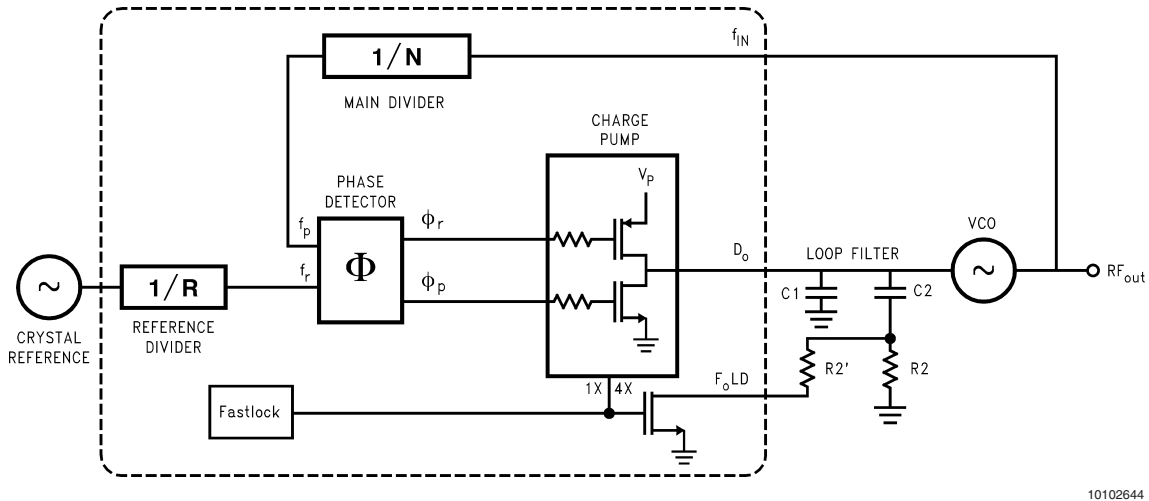 f_IN
1/N
MAIN DIVIDER
CHARGE
PUMP
V_P
PHASE
DETECTOR
f_p
ϕ_r
f_r
Φ
ϕ_p
D_o
LOOP FILTER
VCO
~
RF_out
C1
C2
~
1/R
CRYSTAL
REFERENCE
REFERENCE
DIVIDER
R2'
R2
1X
4X
F_oLD
Fastlock
10102644